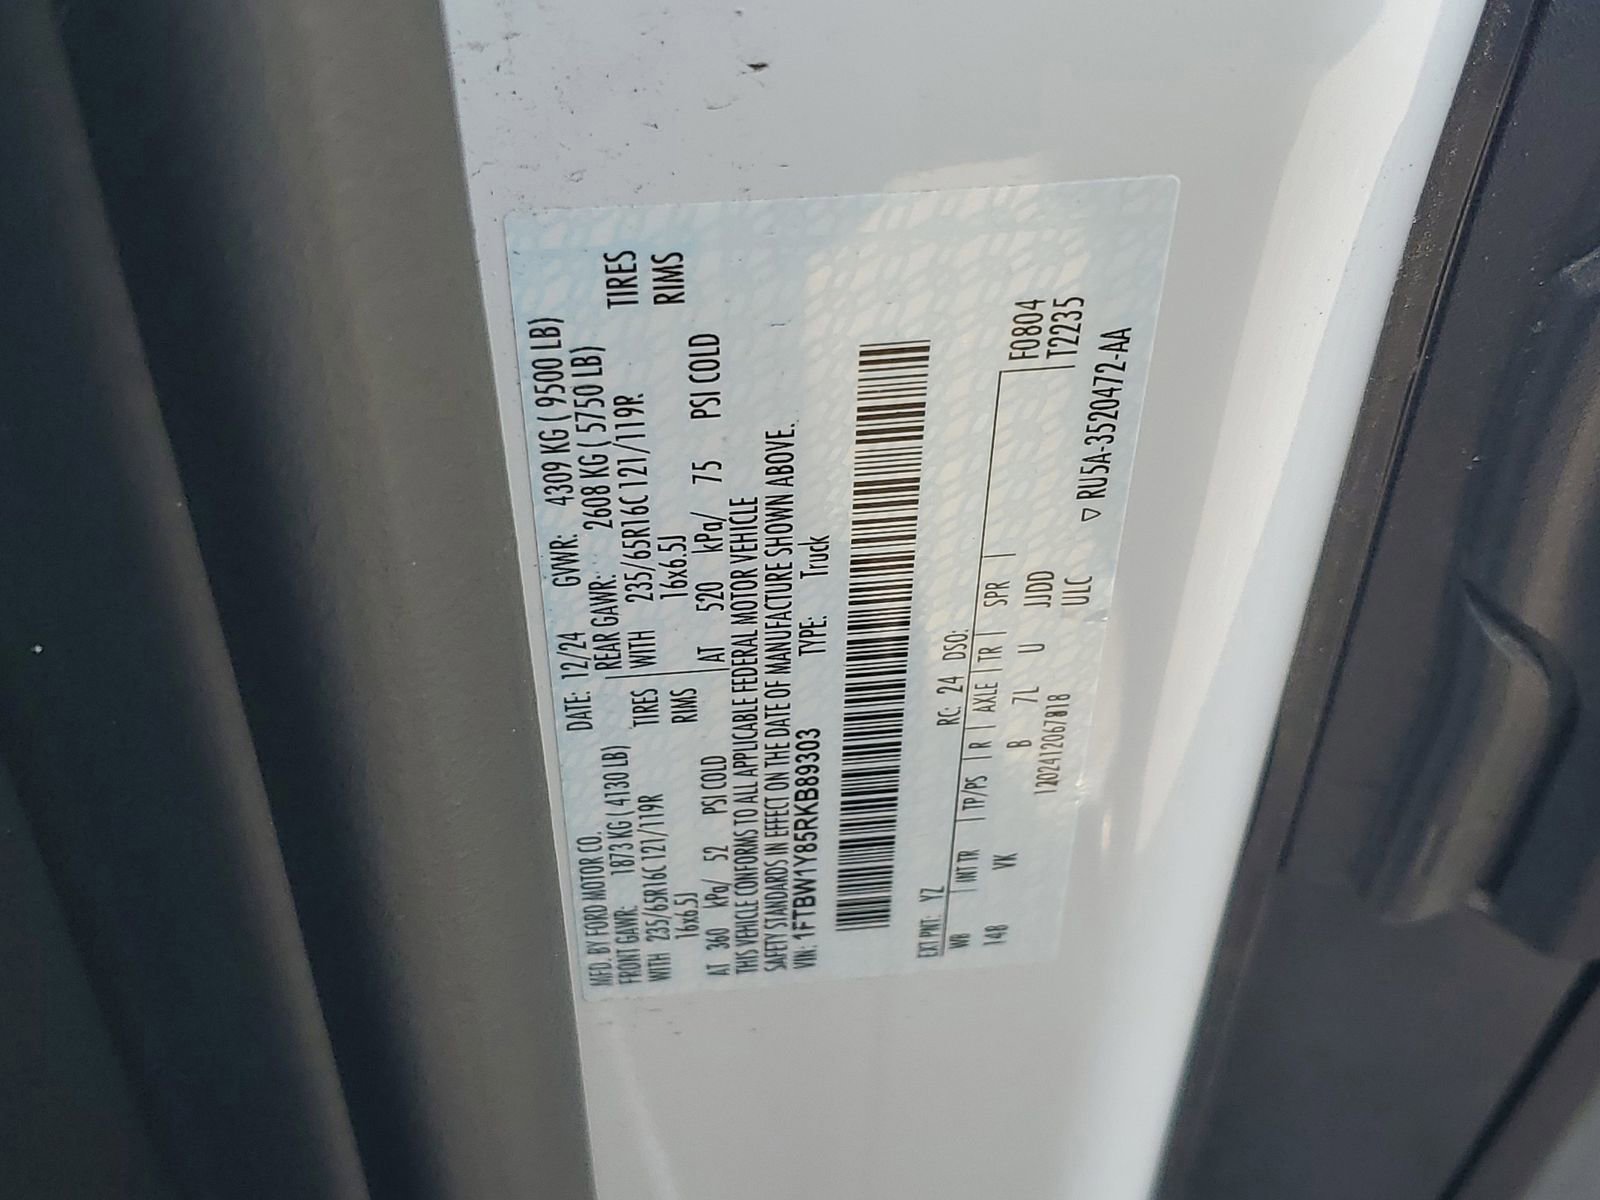 MFD. BY FORD MOTOR CO. DATE: 12/24 GVWR: 4309 KG ( 9500 LB)
FRONT GAWR: 1873 KG ( 4130 LB) REAR GAWR: 2608 KG ( 5750 LB)
WITH 235/65R16C 121/119R TIRES WITH 235/65R16C 121/119R TIRES
16x6.5J RIMS 16x6.5J RIMS
AT 360 kPa/ 52 PSI COLD AT 520 kPa/ 75 PSI COLD
THIS VEHICLE CONFORMS TO ALL APPLICABLE FEDERAL MOTOR VEHICLE
SAFETY STANDARDS IN EFFECT ON THE DATE OF MANUFACTURE SHOWN ABOVE.
VIN: 1FTBW1Y85RKB89303 TYPE: Truck
EXT PNT: YZ RC: 24 DSO:
WB | INT TR | TP/PS | R | AXLE | TR | SPR | F0804
148 VK B 7L U JJDD T2235
12024120678​18 ULC
▽ RU5A-3520472-AA